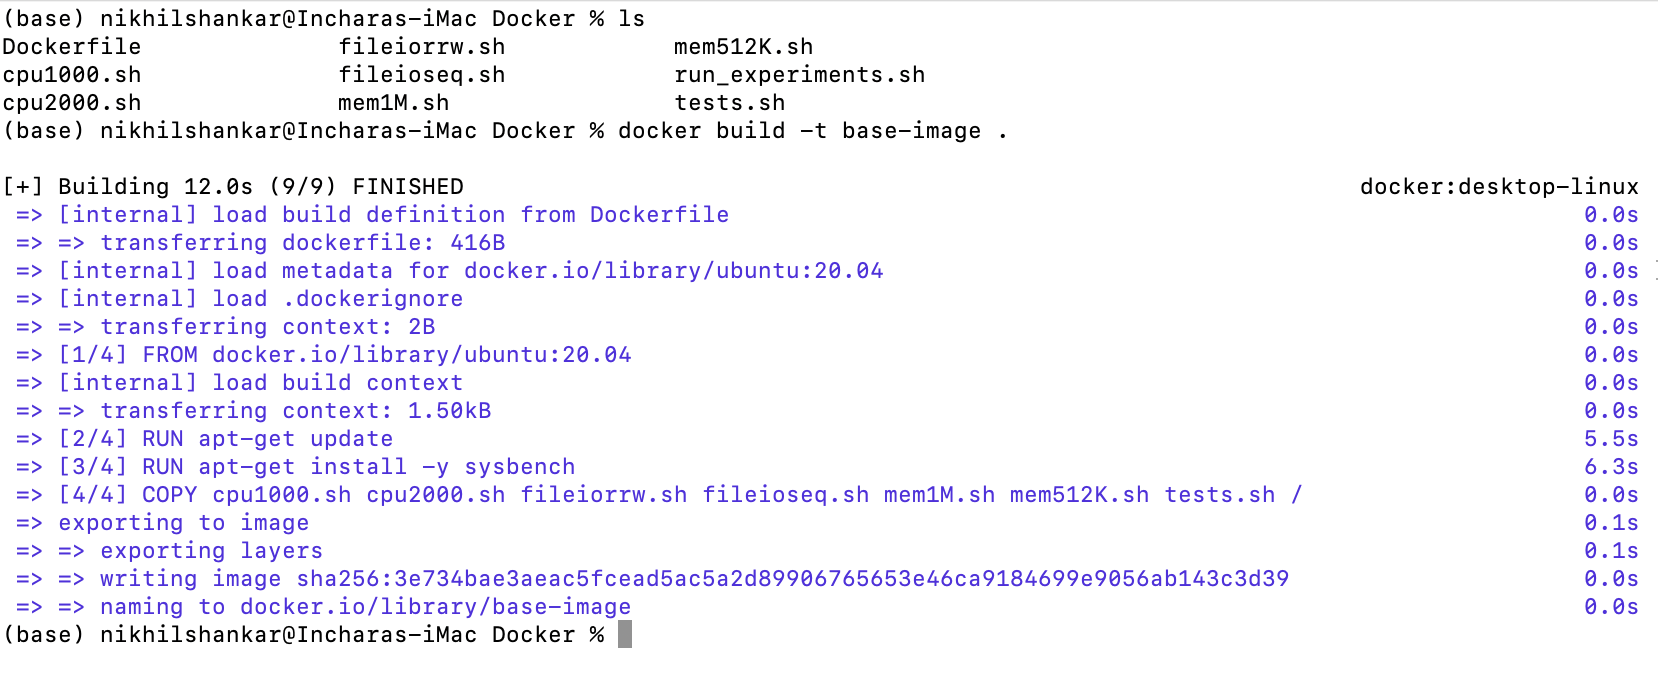 (base) nikhilshankar@Incharas-iMac Docker % ls
Dockerfile fileiorrw.sh mem512K.sh
cpu1000.sh fileioseq.sh run_experiments.sh
cpu2000.sh mem1M.sh tests.sh
(base) nikhilshankar@Incharas-iMac Docker % docker build -t base-image .
[+] Building 12.0s (9/9) FINISHED docker:desktop-linux
=> [internal] load build definition from Dockerfile 0.0s
=> => transferring dockerfile: 416B 0.0s
=> [internal] load metadata for docker.io/library/ubuntu:20.04 0.0s
=> [internal] load .dockerignore 0.0s
=> => transferring context: 2B 0.0s
=> [1/4] FROM docker.io/library/ubuntu:20.04 0.0s
=> [internal] load build context 0.0s
=> => transferring context: 1.50kB 0.0s
=> [2/4] RUN apt-get update 5.5s
=> [3/4] RUN apt-get install -y sysbench 6.3s
=> [4/4] COPY cpu1000.sh cpu2000.sh fileiorrw.sh fileioseq.sh mem1M.sh mem512K.sh tests.sh / 0.0s
=> exporting to image 0.1s
=> => exporting layers 0.1s
=> => writing image sha256:3e734bae3aeac5fcead5ac5a2d89906765653e46ca9184699e9056ab143c3d39 0.0s
=> => naming to docker.io/library/base-image 0.0s
(base) nikhilshankar@Incharas-iMac Docker %